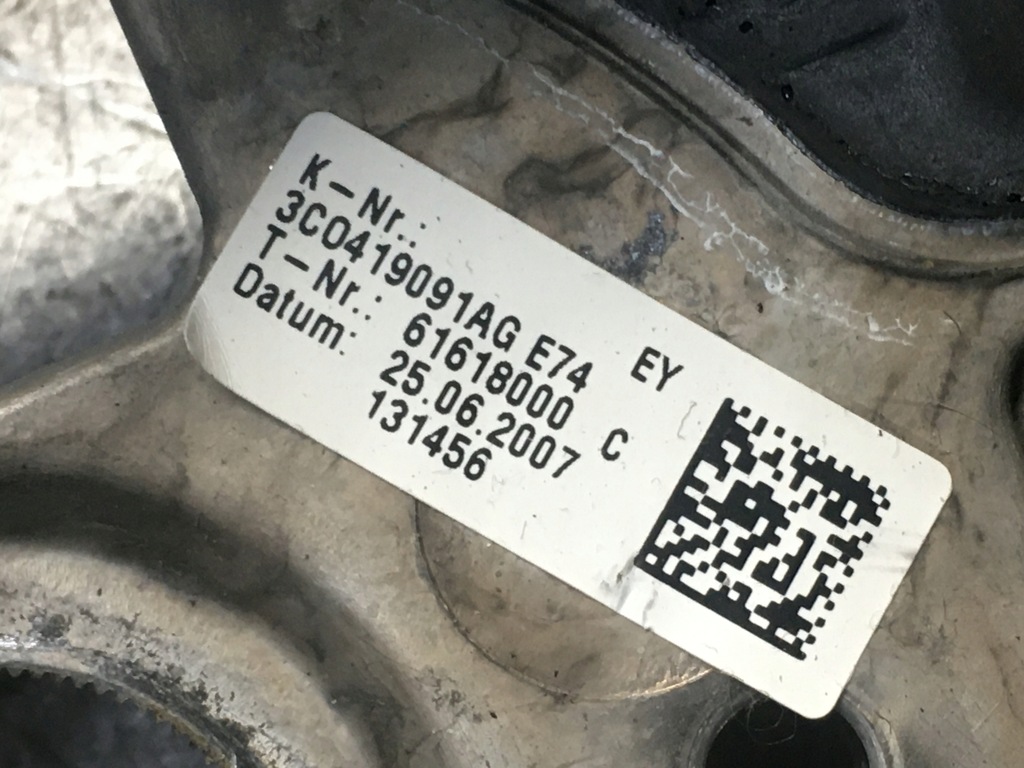 K-Nr.:
3C0419091AG E74 EY
T-Nr.: 61618000 C
Datum: 25.06.2007
131456